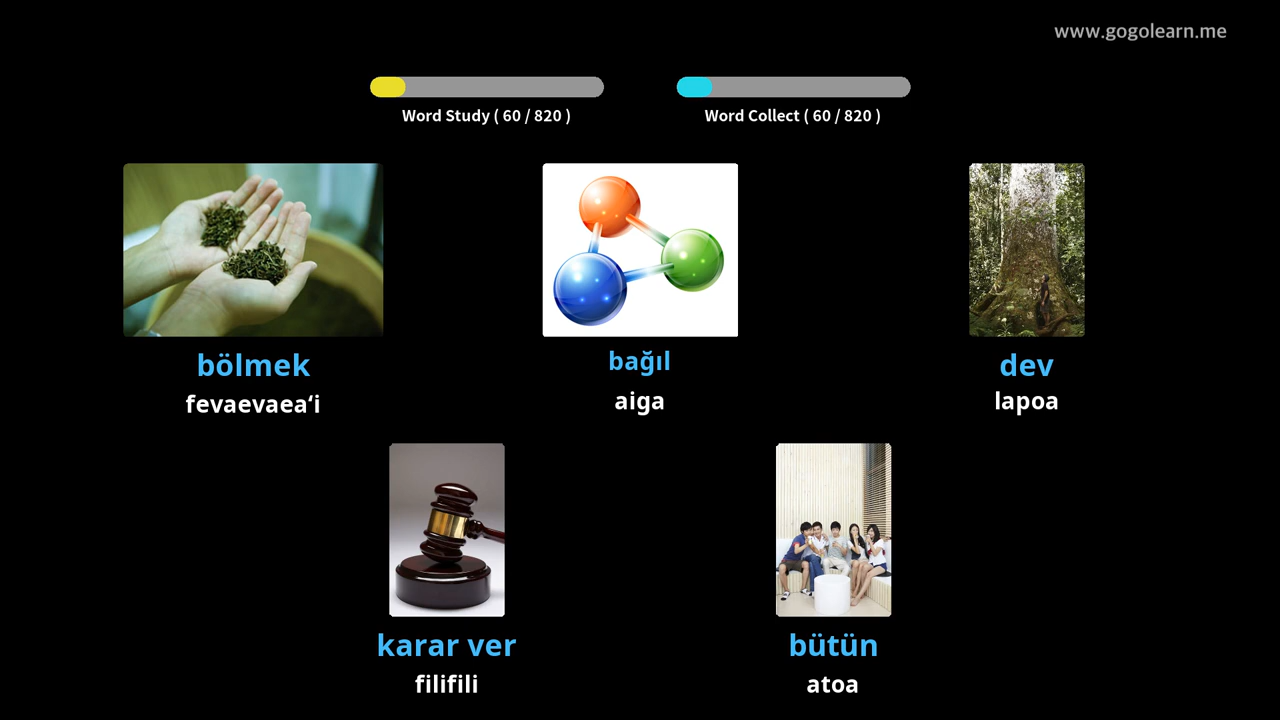 www.gogolearn.me
Word Study ( 60 / 820 )
Word Collect ( 60 / 820 )
bölmek
fevaevaeaʻi
bağıl
aiga
dev
lapoa
karar ver
filifili
bütün
atoa